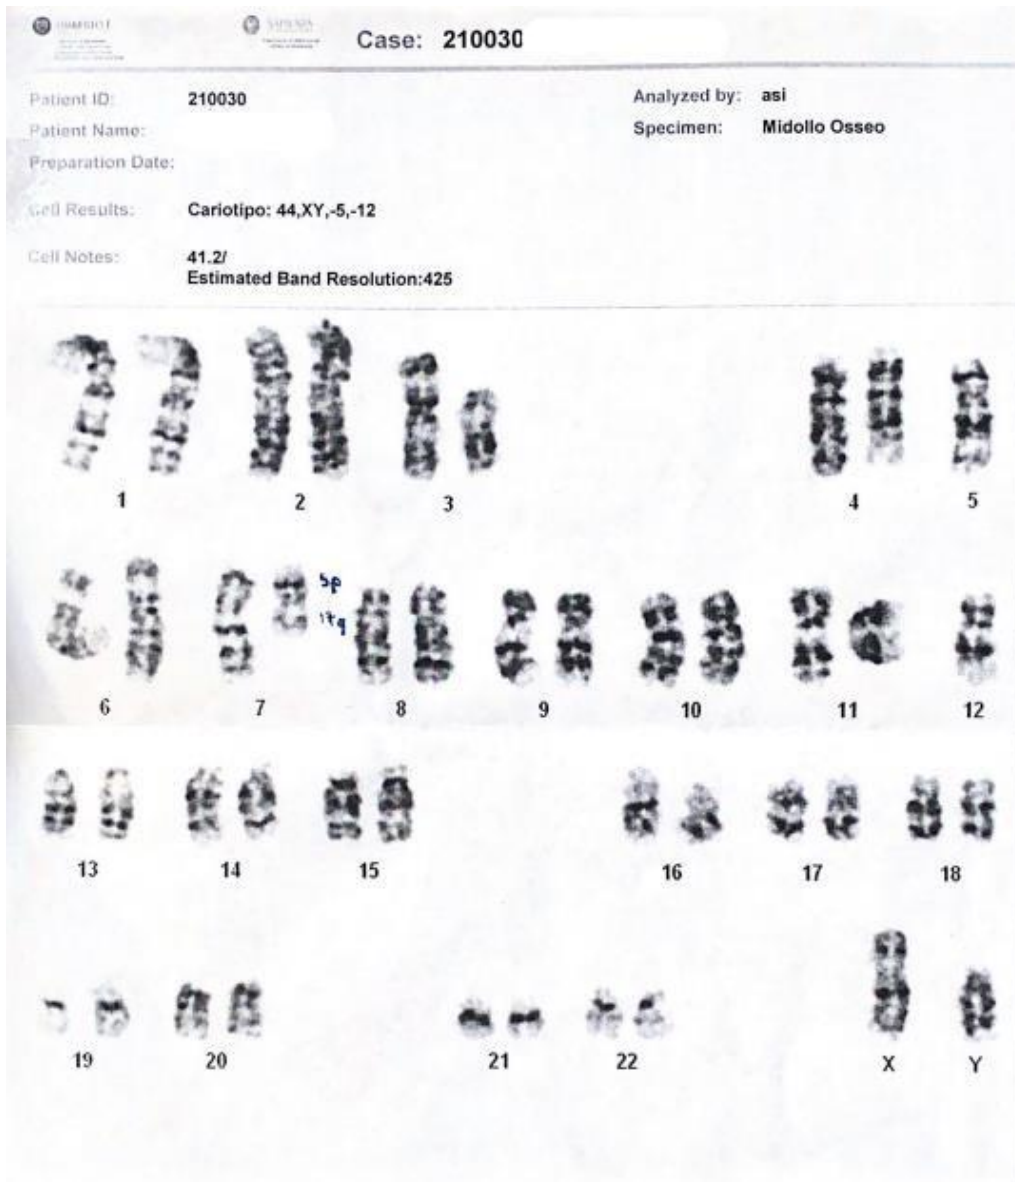 Case: 210030
Patient ID: 210030
Analyzed by: asi
Patient Name:
Specimen: Midollo Osseo
Preparation Date:
Cell Results: Cariotipo: 44,XY,-5,-12
Cell Notes: 41.2/
Estimated Band Resolution:425
1 2 3 4 5
5p
17q
6 7 8 9 10 11 12
13 14 15 16 17 18
19 20 21 22 X Y